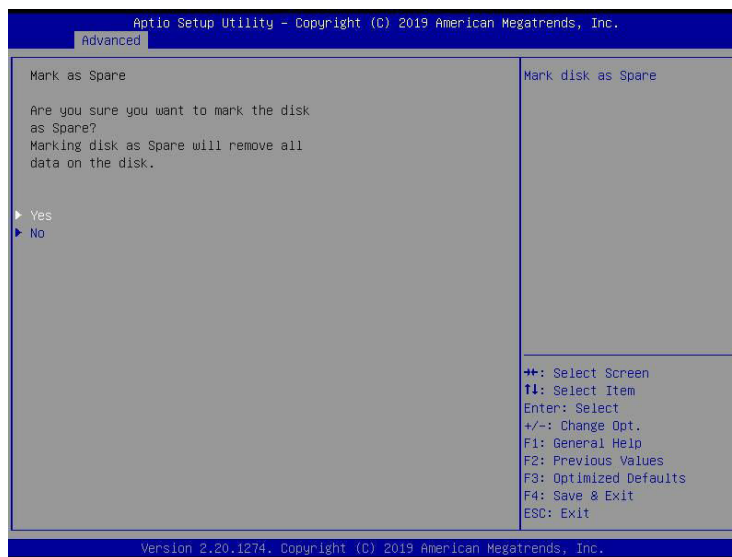 Aptio Setup Utility – Copyright (C) 2019 American Megatrends, Inc.
Advanced
Mark as Spare
Are you sure you want to mark the disk
as Spare?
Marking disk as Spare will remove all
data on the disk.
Yes
No
Mark disk as Spare
→←: Select Screen
↑↓: Select Item
Enter: Select
+/-: Change Opt.
F1: General Help
F2: Previous Values
F3: Optimized Defaults
F4: Save & Exit
ESC: Exit
Version 2.20.1274. Copyright (C) 2019 American Megatrends, Inc.